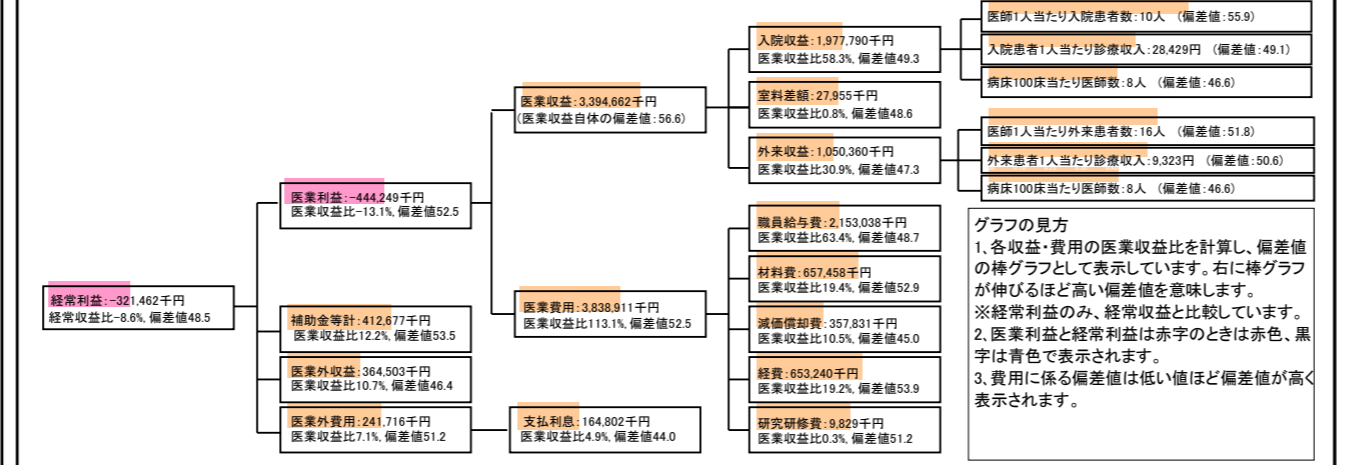 経常利益：-321,462千円
経常収益比-8.6%, 偏差値48.5
医業利益：-444,249千円
医業収益比-13.1%, 偏差値52.5
補助金等計：412,677千円
医業収益比12.2%, 偏差値53.5
医業外収益：364,503千円
医業収益比10.7%, 偏差値46.4
医業外費用：241,716千円
医業収益比7.1%, 偏差値51.2
医業収益：3,394,662千円
（医業収益自体の偏差値：56.6）
医業費用：3,838,911千円
医業収益比113.1%, 偏差値52.5
支払利息：164,802千円
医業収益比4.9%, 偏差値44.0
入院収益：1,977,790千円
医業収益比58.3%, 偏差値49.3
室料差額：27,955千円
医業収益比0.8%, 偏差値48.6
外来収益：1,050,360千円
医業収益比30.9%, 偏差値47.3
職員給与費：2,153,038千円
医業収益比63.4%, 偏差値48.7
材料費：657,458千円
医業収益比19.4%, 偏差値52.9
減価償却費：357,831千円
医業収益比10.5%, 偏差値45.0
経費：653,240千円
医業収益比19.2%, 偏差値53.9
研究研修費：9,829千円
医業収益比0.3%, 偏差値51.2
医師1人当たり入院患者数：10人 （偏差値：55.9）
入院患者1人当たり診療収入：28,429円 （偏差値：49.1）
病床100床当たり医師数：8人 （偏差値：46.6）
医師1人当たり外来患者数：16人 （偏差値：51.8）
外来患者1人当たり診療収入：9,323円 （偏差値：50.6）
病床100床当たり医師数：8人 （偏差値：46.6）
グラフの見方
1、各収益・費用の医業収益比を計算し、偏差値
の棒グラフとして表示しています。右に棒グラフ
が伸びるほど高い偏差値を意味します。
※経常利益のみ、経常収益と比較しています。
2、医業利益と経常利益は赤字のときは赤色、黒
字は青色で表示されます。
3、費用に係る偏差値は低い値ほど偏差値が高く
表示されます。